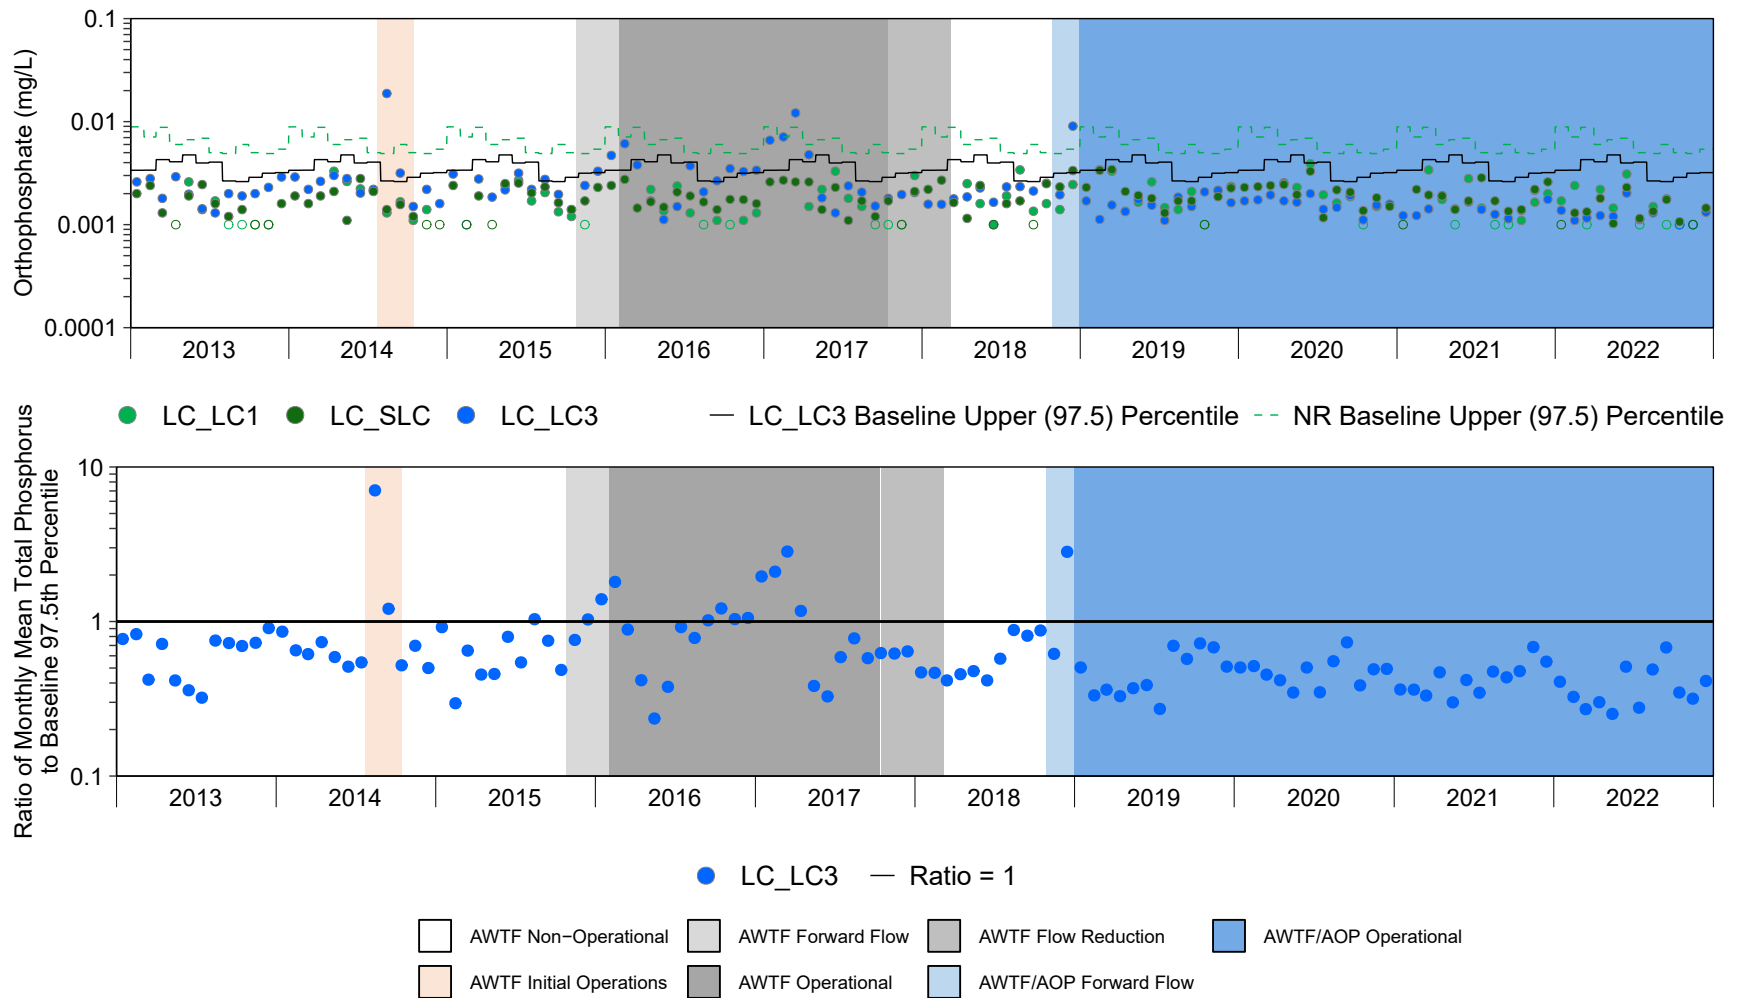 Orthophosphate (mg/L)
0.1
0.01
0.001
0.0001
2013 2014 2015 2016 2017 2018 2019 2020 2021 2022
LC_LC1 LC_SLC LC_LC3 LC_LC3 Baseline Upper (97.5) Percentile NR Baseline Upper (97.5) Percentile
Ratio of Monthly Mean Total Phosphorus
to Baseline 97.5th Percentile
10
1
0.1
2013 2014 2015 2016 2017 2018 2019 2020 2021 2022
LC_LC3 Ratio = 1
AWTF Non−Operational AWTF Forward Flow AWTF Flow Reduction AWTF/AOP Operational
AWTF Initial Operations AWTF Operational AWTF/AOP Forward Flow